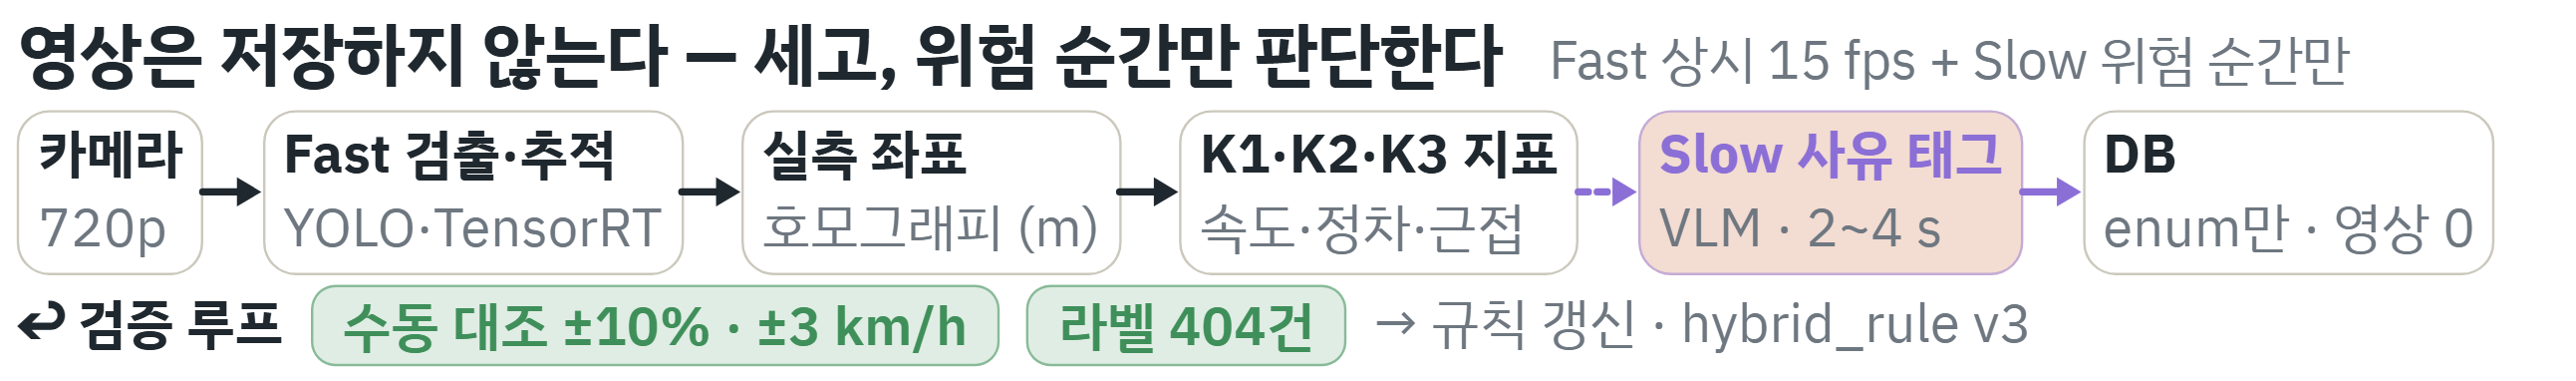 영상은 저장하지 않는다 — 세고, 위험 순간만 판단한다 Fast 상시 15 fps + Slow 위험 순간만
카메라
720p
Fast 검출·추적
YOLO·TensorRT
실측 좌표
호모그래피 (m)
K1·K2·K3 지표
속도·정차·근접
Slow 사유 태그
VLM · 2~4 s
DB
enum만 · 영상 0
↩ 검증 루프 수동 대조 ±10% · ±3 km/h 라벨 404건 → 규칙 갱신 · hybrid_rule v3